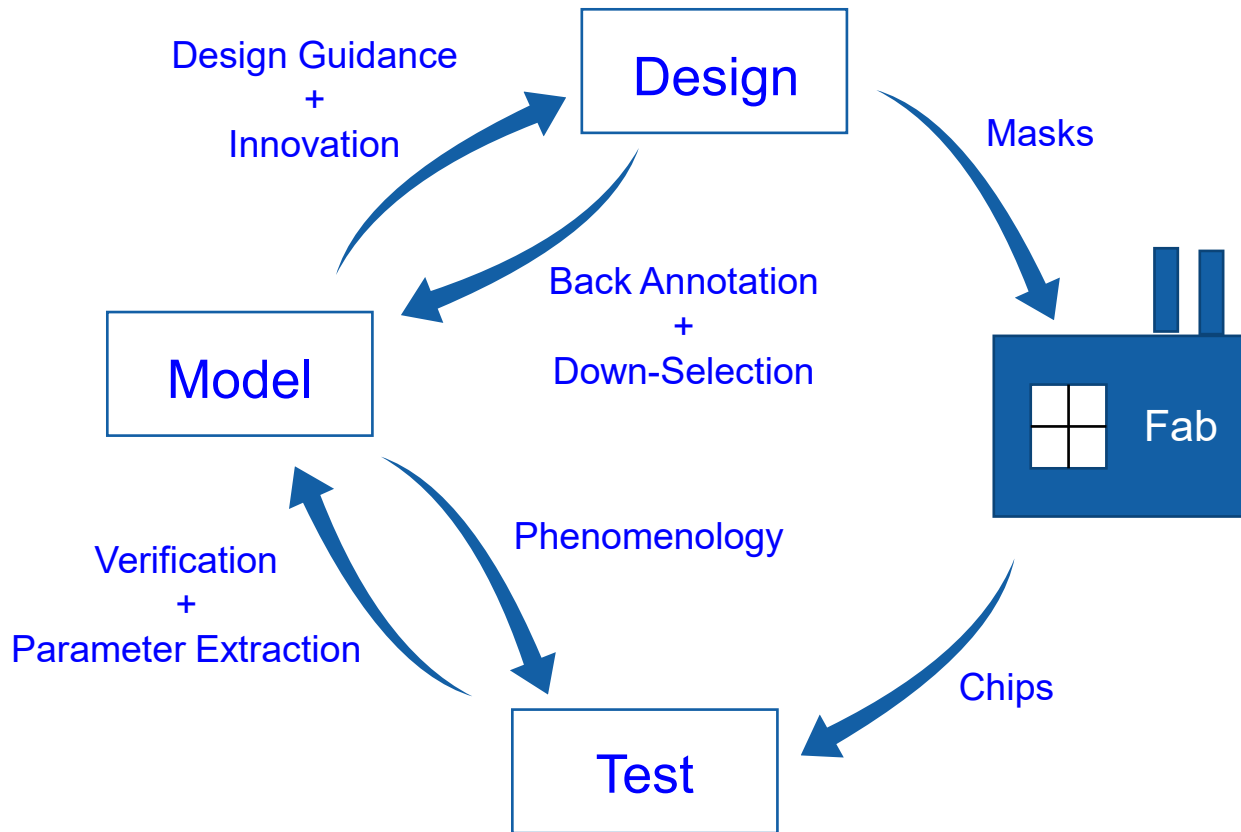 Design Guidance
+
Innovation
Design
Masks
Back Annotation
+
Down-Selection
Model
Fab
Phenomenology
Verification
+
Parameter Extraction
Chips
Test